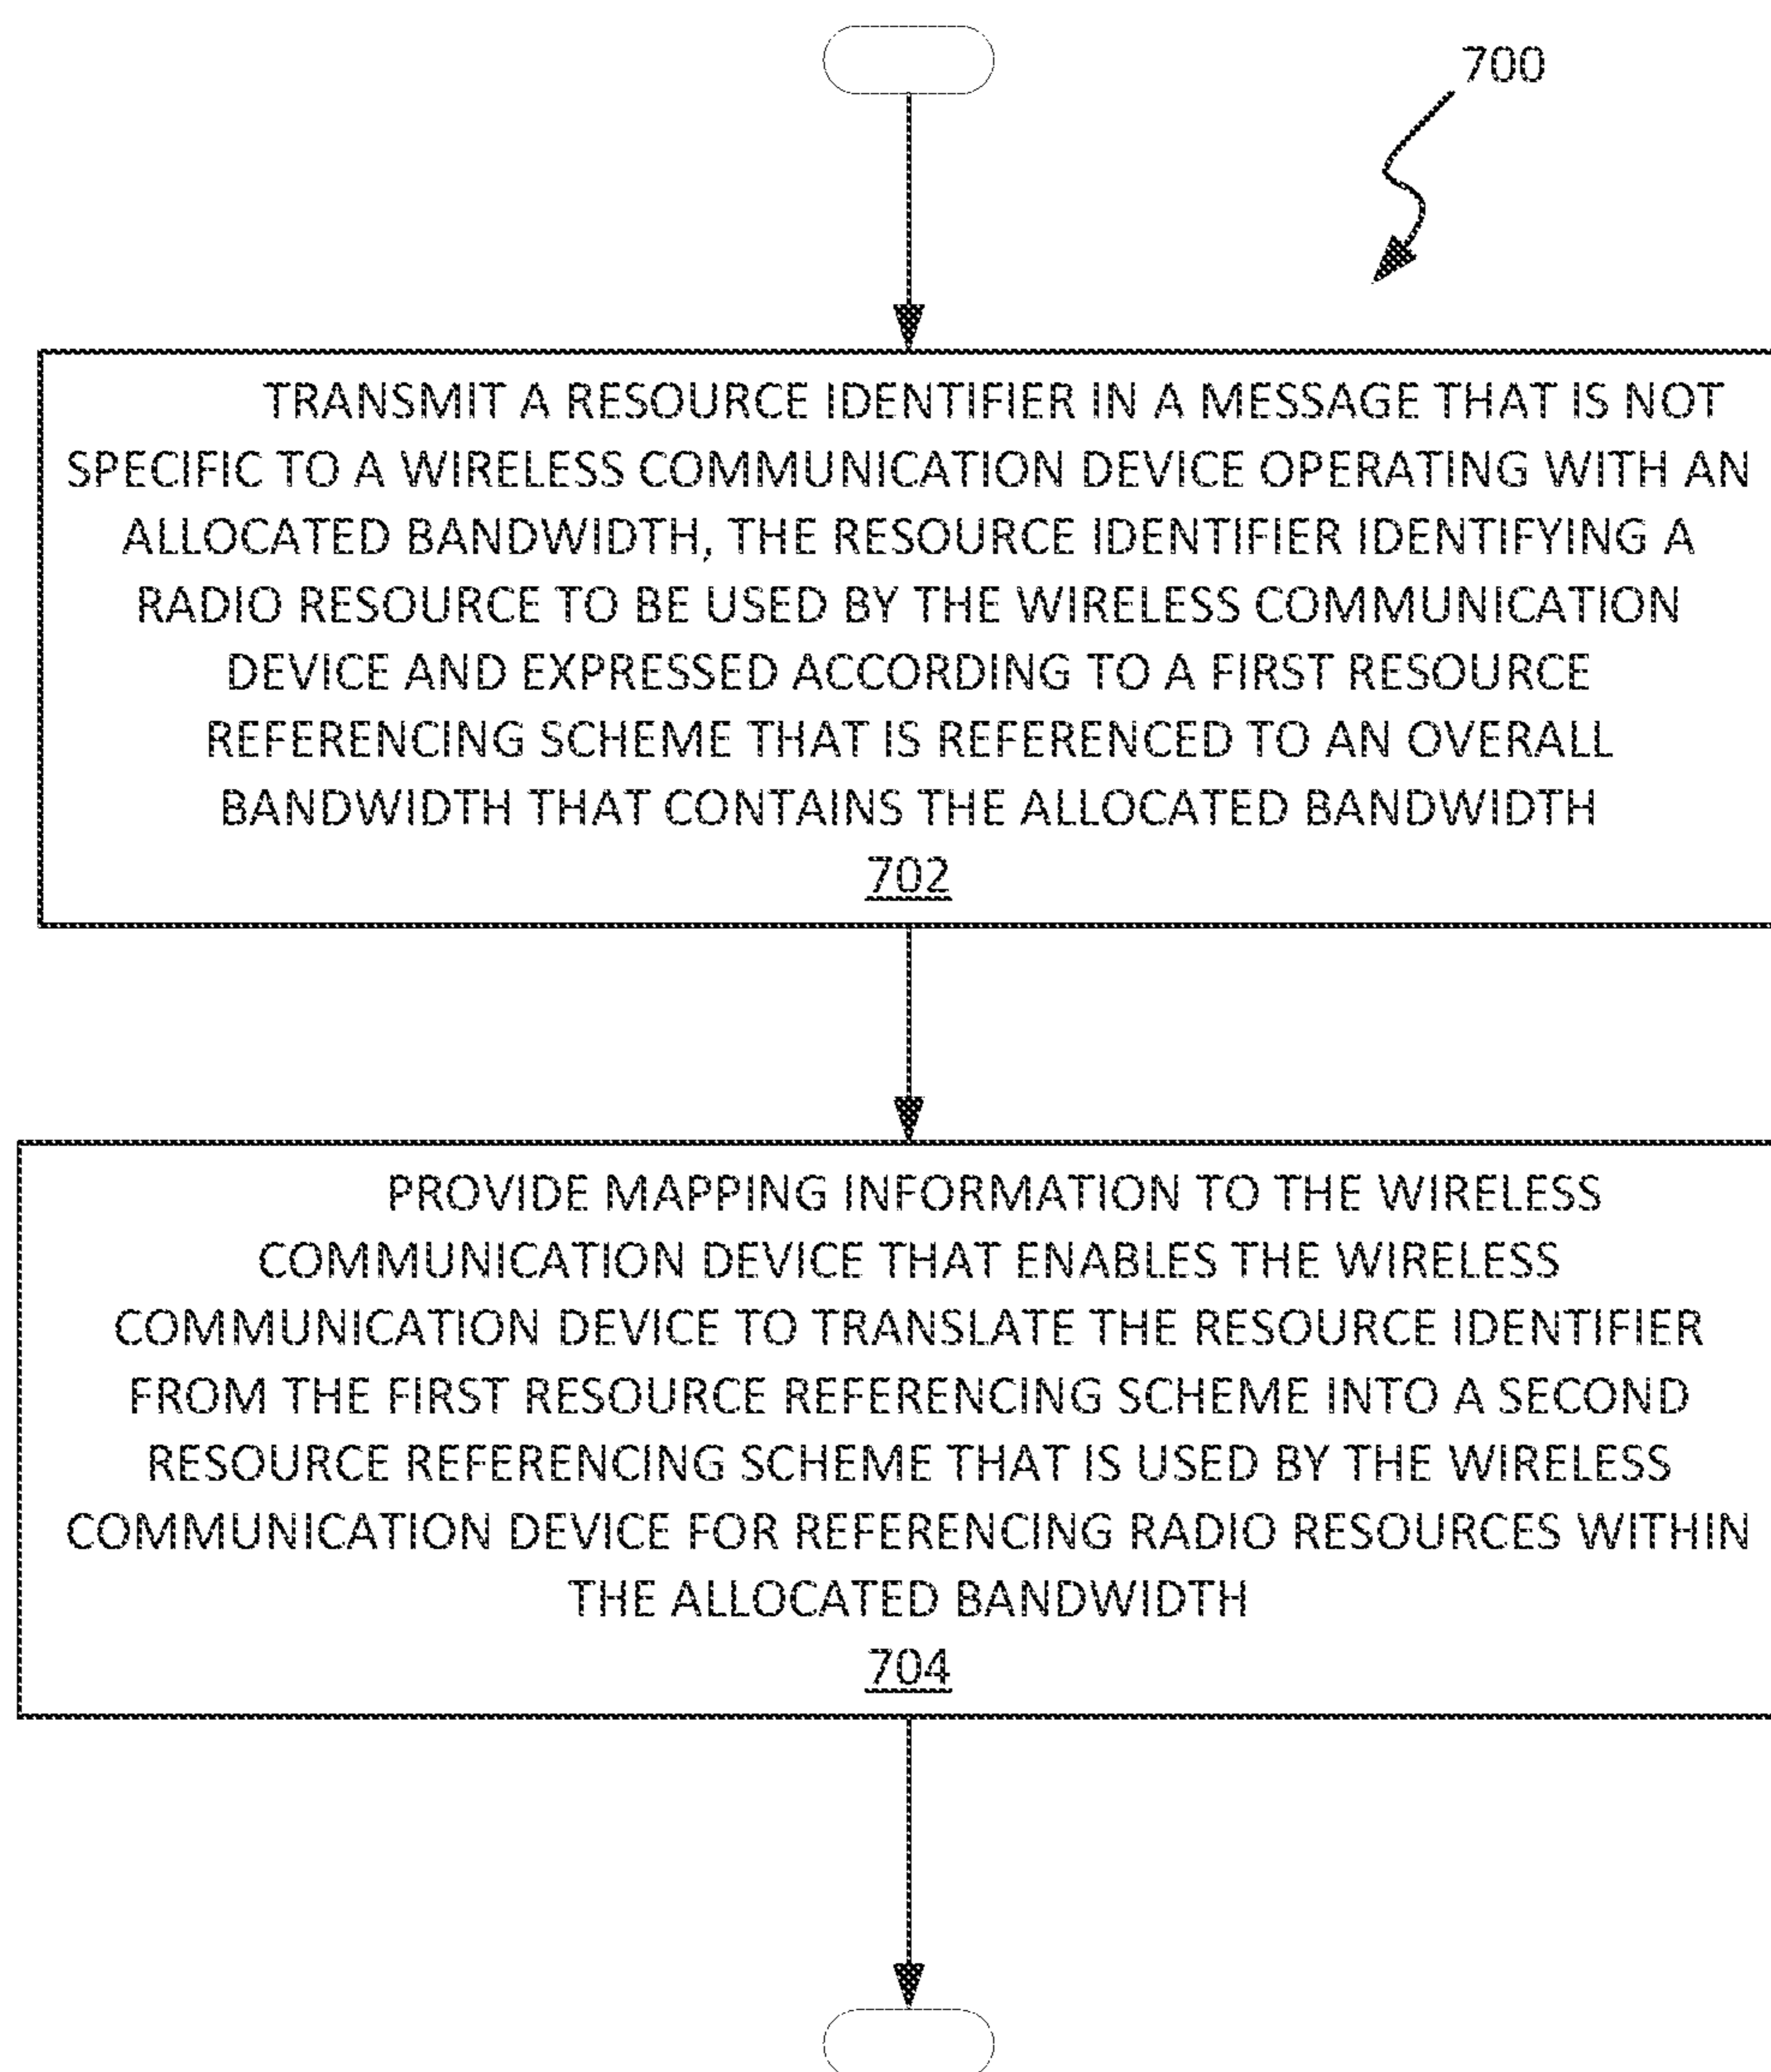 700
TRANSMIT A RESOURCE IDENTIFIER IN A MESSAGE THAT IS NOT
SPECIFIC TO A WIRELESS COMMUNICATION DEVICE OPERATING WITH AN
ALLOCATED BANDWIDTH, THE RESOURCE IDENTIFIER IDENTIFYING A
RADIO RESOURCE TO BE USED BY THE WIRELESS COMMUNICATION
DEVICE AND EXPRESSED ACCORDING TO A FIRST RESOURCE
REFERENCING SCHEME THAT IS REFERENCED TO AN OVERALL
BANDWIDTH THAT CONTAINS THE ALLOCATED BANDWIDTH
702
PROVIDE MAPPING INFORMATION TO THE WIRELESS
COMMUNICATION DEVICE THAT ENABLES THE WIRELESS
COMMUNICATION DEVICE TO TRANSLATE THE RESOURCE IDENTIFIER
FROM THE FIRST RESOURCE REFERENCING SCHEME INTO A SECOND
RESOURCE REFERENCING SCHEME THAT IS USED BY THE WIRELESS
COMMUNICATION DEVICE FOR REFERENCING RADIO RESOURCES WITHIN
THE ALLOCATED BANDWIDTH
704